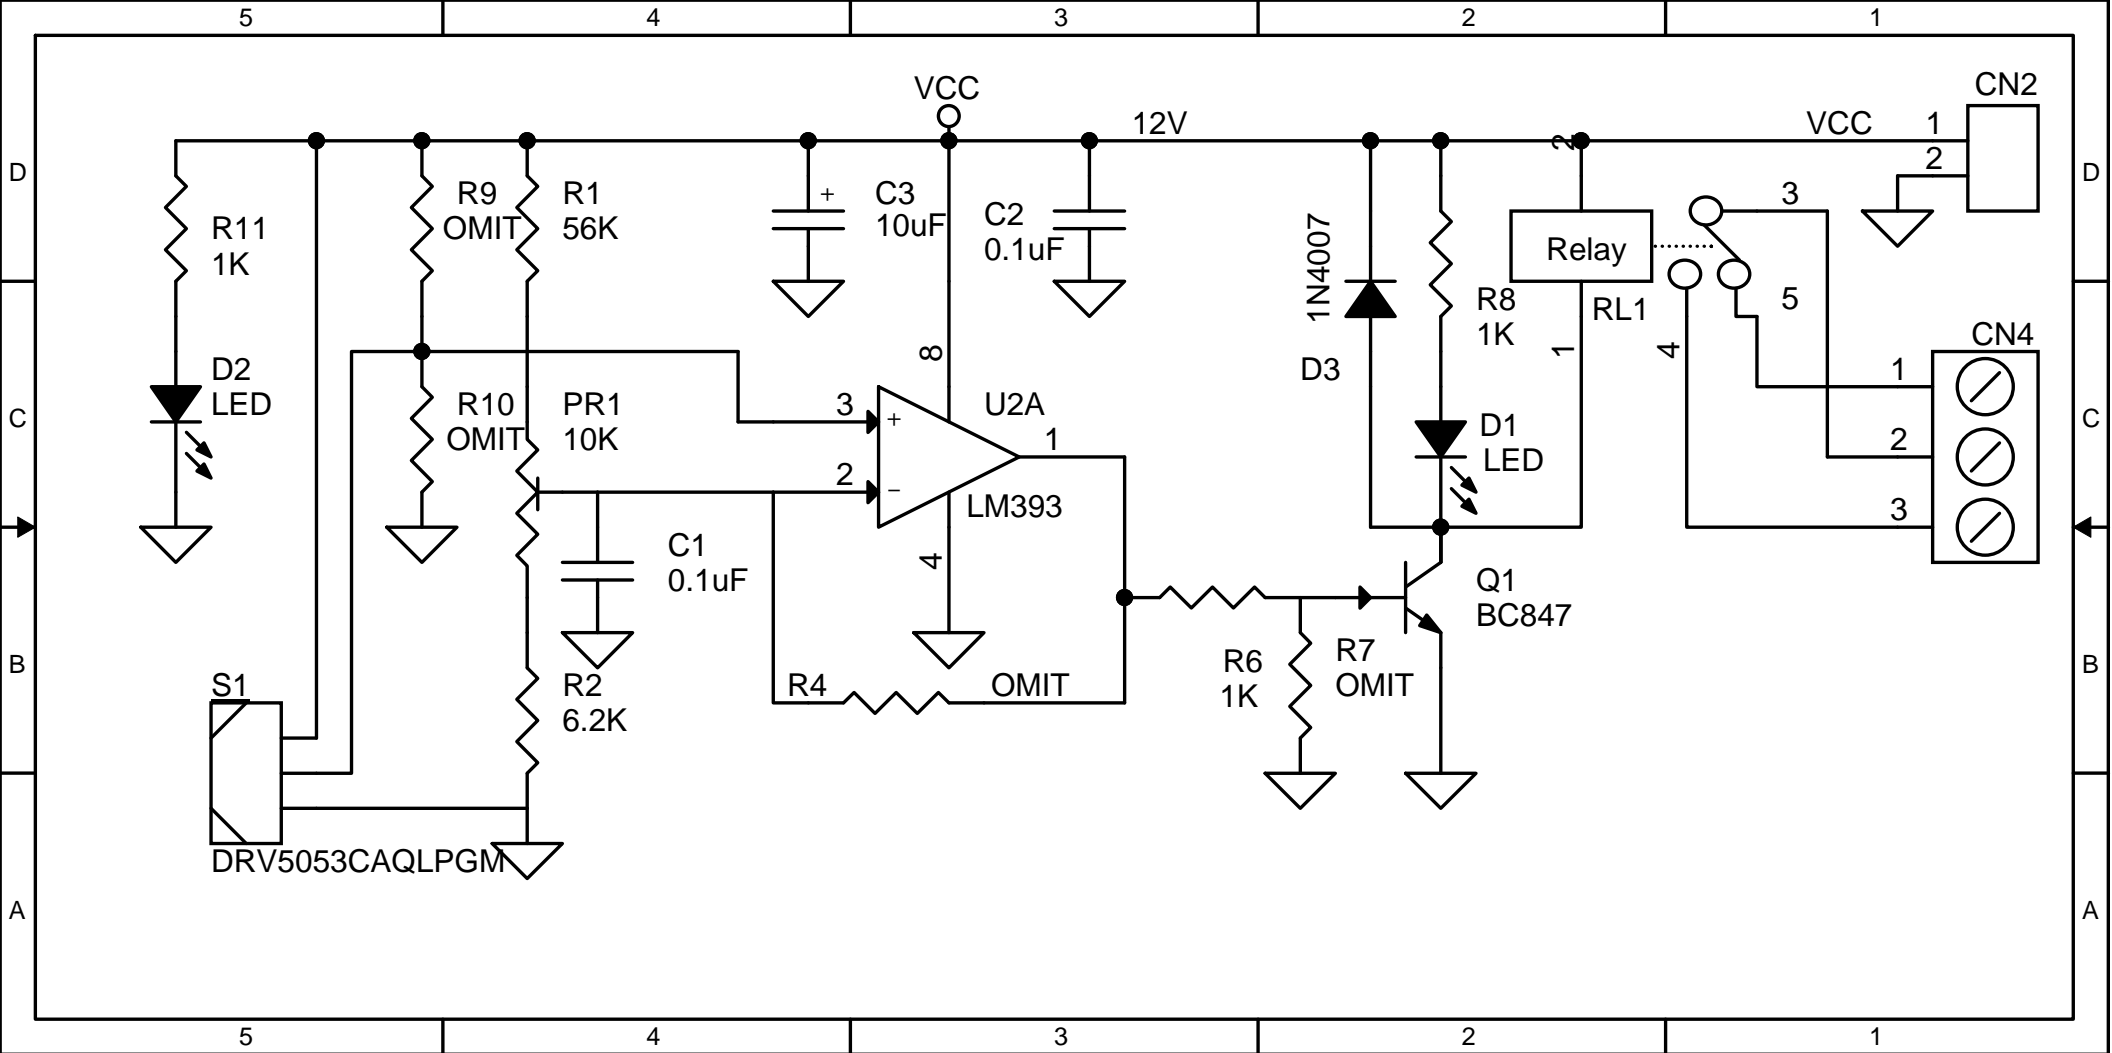 5 4 3 2 1
D
D
C
C
B
B
A
A
VCC
12V
VCC
CN2
1
2
R11
1K
R9
OMIT
R1
56K
+
C3
10uF
C2
0.1uF
1N4007
D3
R8
1K
2
Relay
RL1
1
3
5
4
CN4
1
2
3
D2
LED
R10
OMIT
PR1
10K
8
3
+
2
−
U2A
1
LM393
4
D1
LED
C1
0.1uF
Q1
BC847
R6
1K
R7
OMIT
R4
OMIT
S1
R2
6.2K
DRV5053CAQLPGM
5 4 3 2 1